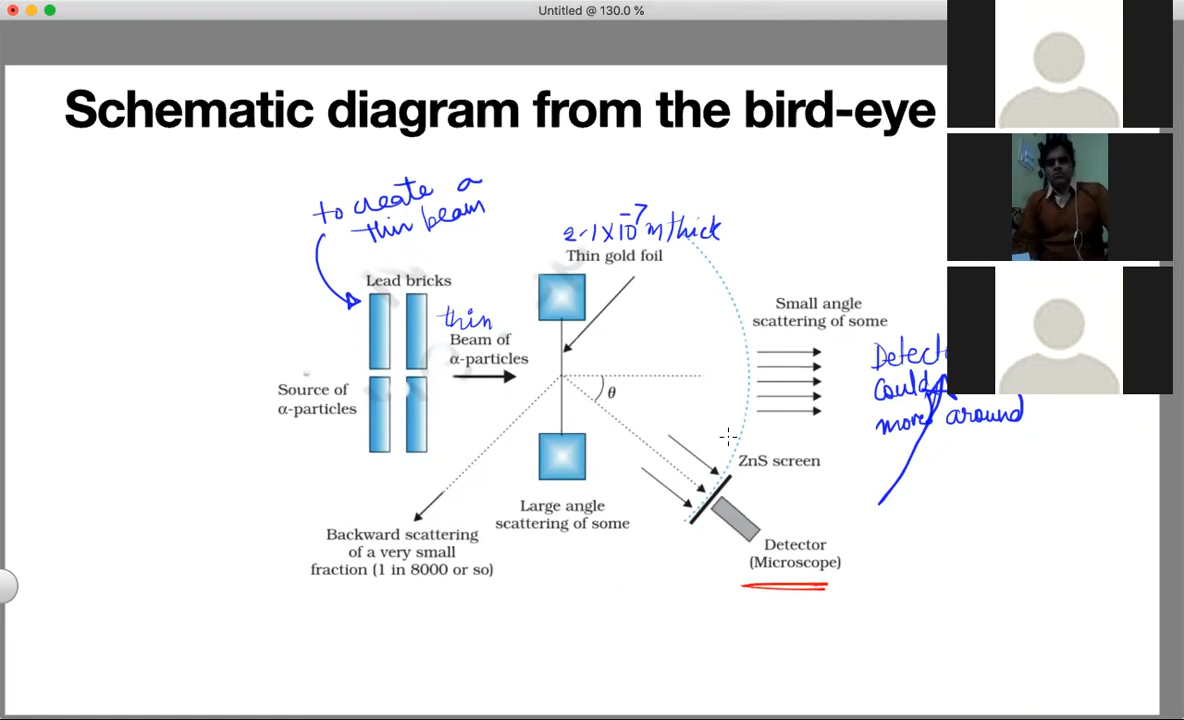 Untitled @ 130.0 %
Schematic diagram from the bird-eye
to create a
thin beam
2.1X10⁻⁷ m thick
Thin gold foil
Lead bricks
thin
Beam of
α-particles
Source of
α-particles
θ
Small angle
scattering of some
Could
move around
ZnS screen
Large angle
scattering of some
Backward scattering
of a very small
fraction (1 in 8000 or so)
Detector
(Microscope)